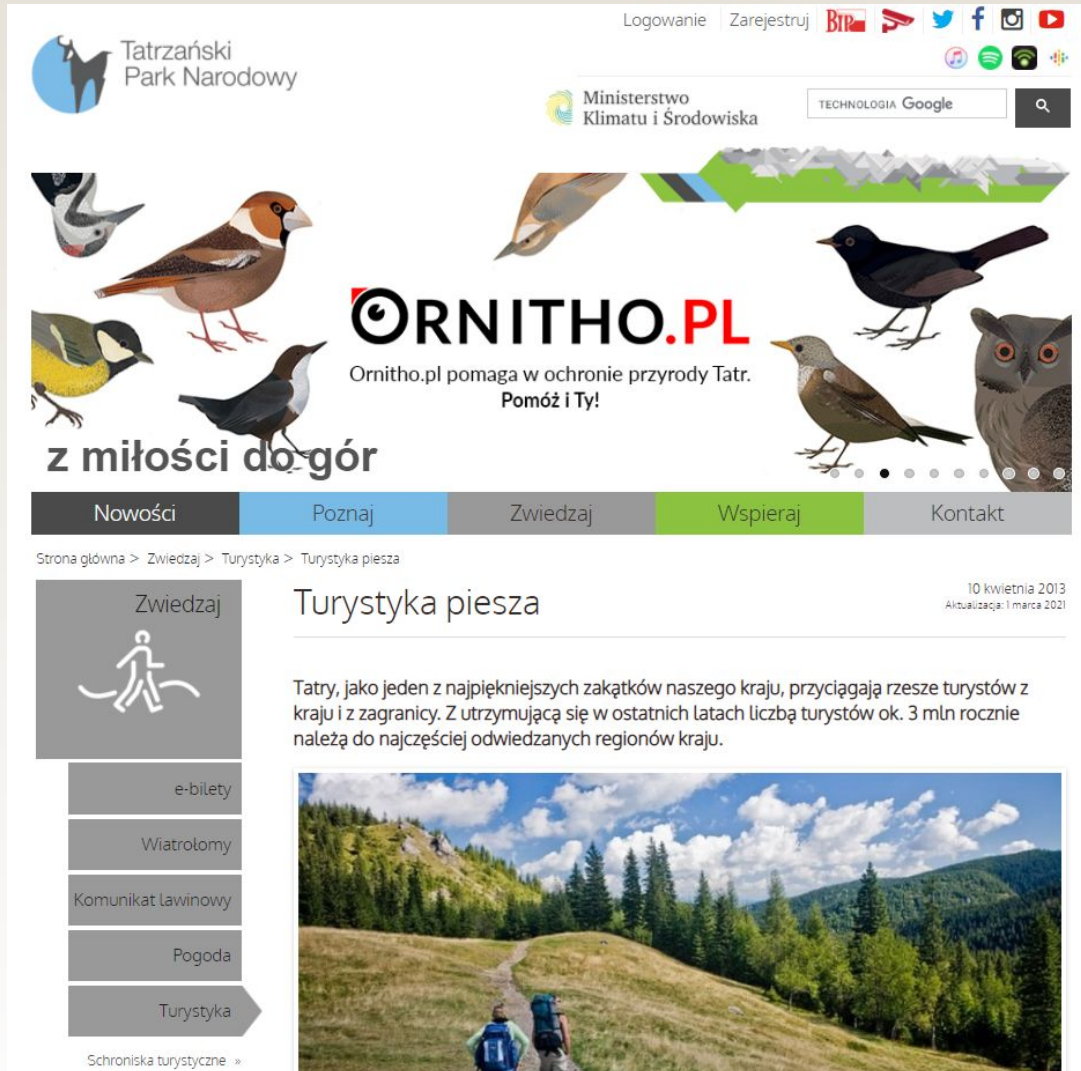 Logowanie Zarejestruj BIP
Tatrzański
Park Narodowy
Ministerstwo
Klimatu i Środowiska
TECHNOLOGIA Google
ORNITHO.PL
Ornitho.pl pomaga w ochronie przyrody Tatr.
Pomóż i Ty!
z miłości do gór
Nowości Poznaj Zwiedzaj Wspieraj Kontakt
Strona główna > Zwiedzaj > Turystyka > Turystyka piesza
Zwiedzaj
Turystyka piesza
10 kwietnia 2013
Aktualizacja: 1 marca 2021
Tatry, jako jeden z najpiękniejszych zakątków naszego kraju, przyciągają rzesze turystów z
kraju i z zagranicy. Z utrzymującą się w ostatnich latach liczbą turystów ok. 3 mln rocznie
należą do najczęściej odwiedzanych regionów kraju.
e-bilety
Wiatrołomy
Komunikat lawinowy
Pogoda
Turystyka
Schroniska turystyczne »